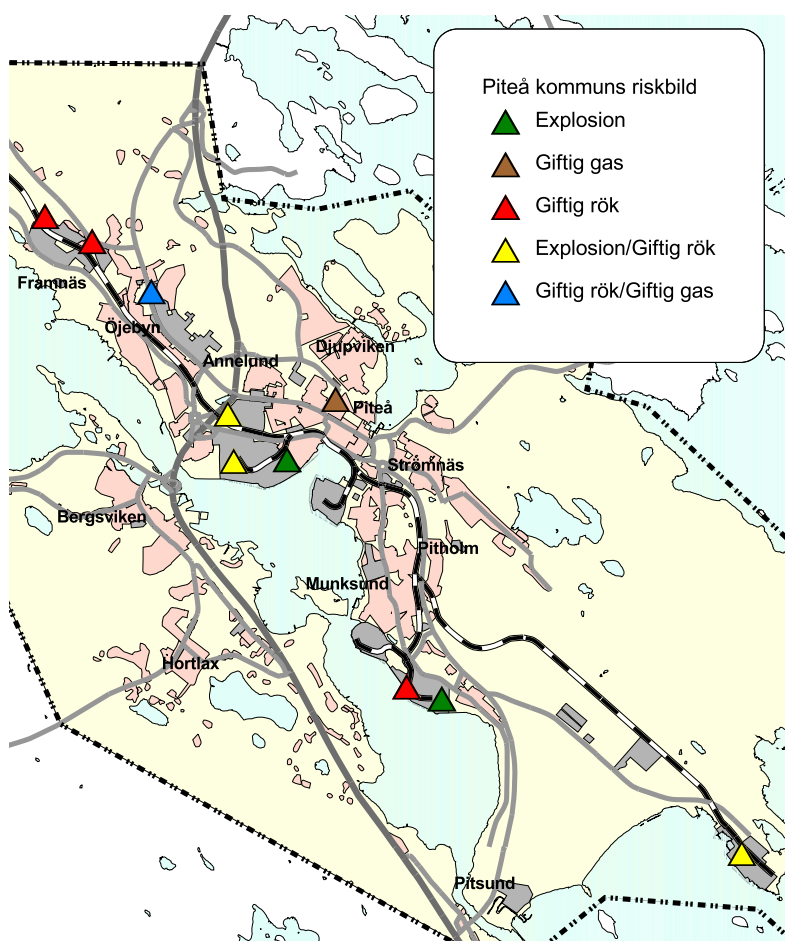 Piteå kommuns riskbild
Explosion
Giftig gas
Giftig rök
Explosion/Giftig rök
Giftig rök/Giftig gas
Framnäs
Öjebyn
Djupviken
Annelund
Piteå
Strömnäs
Bergsviken
Pitholm
Munksund
Hortlax
Pitsund